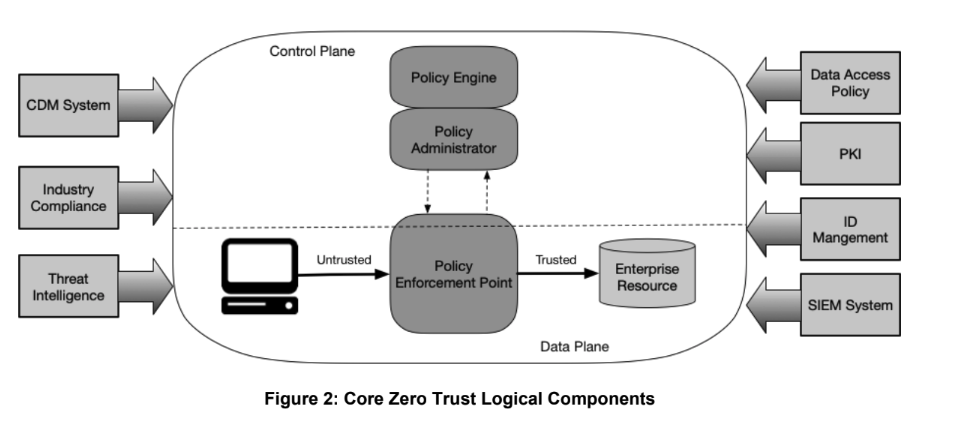 Control Plane
Policy Engine
Policy
Administrator
CDM System
Industry
Compliance
Threat
Intelligence
Data Access
Policy
PKI
ID
Mangement
SIEM System
Untrusted
Policy
Enforcement Point
Trusted
Enterprise
Resource
Data Plane
Figure 2: Core Zero Trust Logical Components